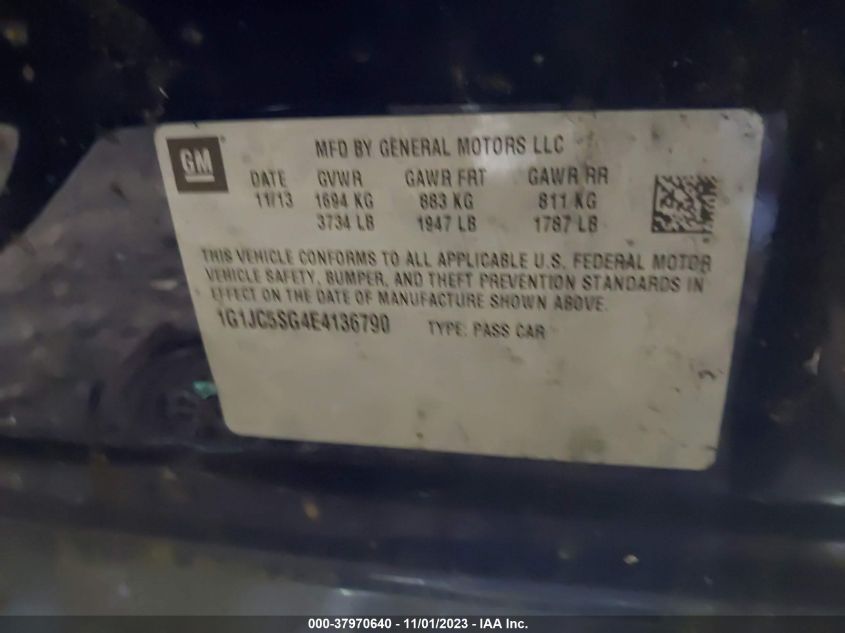 GM
MFD BY GENERAL MOTORS LLC
DATE GVWR GAWR FRT GAWR RR
11/13 1694 KG 883 KG 811 KG
3734 LB 1947 LB 1787 LB
THIS VEHICLE CONFORMS TO ALL APPLICABLE U.S. FEDERAL MOTOR
VEHICLE SAFETY, BUMPER, AND THEFT PREVENTION STANDARDS IN
EFFECT ON THE DATE OF MANUFACTURE SHOWN ABOVE.
1G1JC5SG4E4136790 TYPE: PASS CAR
000-37970640 - 11/01/2023 - IAA Inc.